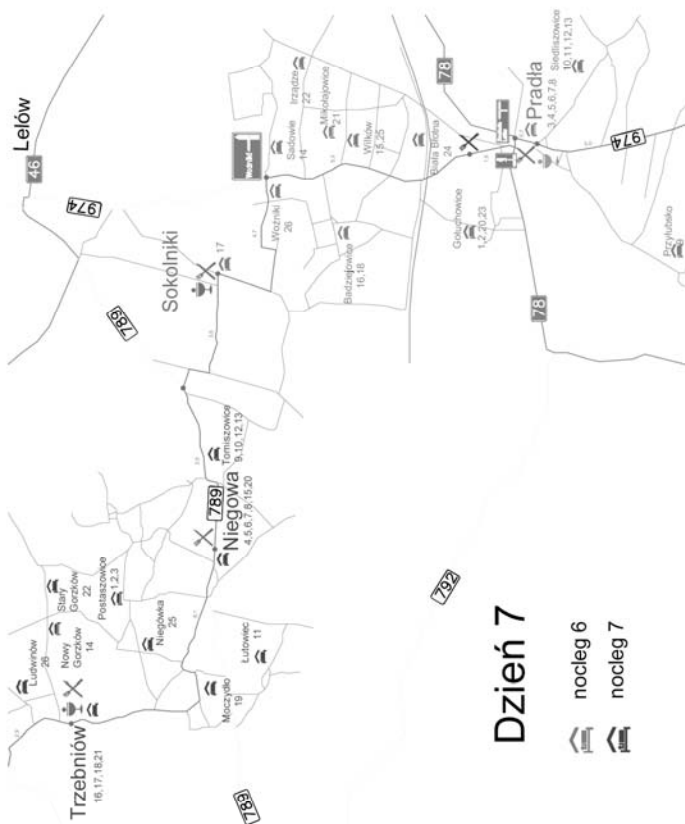 46
Lelów
974
789
Sokolniki
17
Woźniki
Sadowie
14
Irządze
22
Mikołajowice
21
Wilków
15,25
Woźniki
26
Badziejowice
16,18
Biała Błotna
24
78
Pradła
3,4,5,6,7,8
Siedliszowice
10,11,12,13
Gołuchowice
1,2,20,23
78
974
Przyłubsko
9
Tomiszowice
9,10,12,13
789
Niegowa
4,5,6,7,8,15,20
Ludwinów
26
Nowy
Gorzków
14
Stary
Gorzków
22
Postaszowice
1,2,3
Niegówka
25
Trzebniów
16,17,18,21
Moczydło
19
Łutowiec
11
789
792
Dzień 7
nocleg 6
nocleg 7